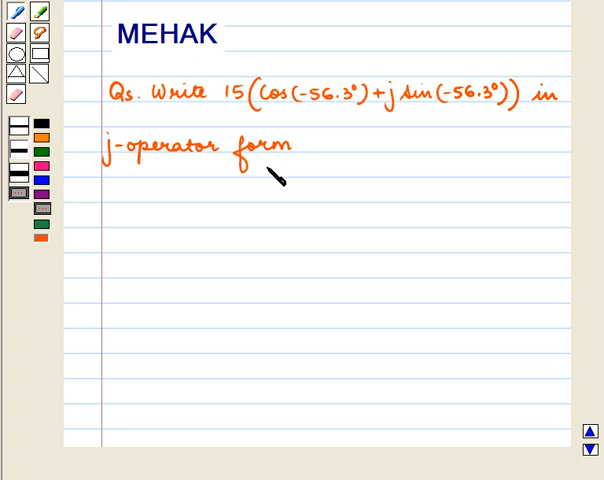 MEHAK
Qs. Write 15(Cos(-56.3°)+j sin(-56.3°)) in
j-operator form